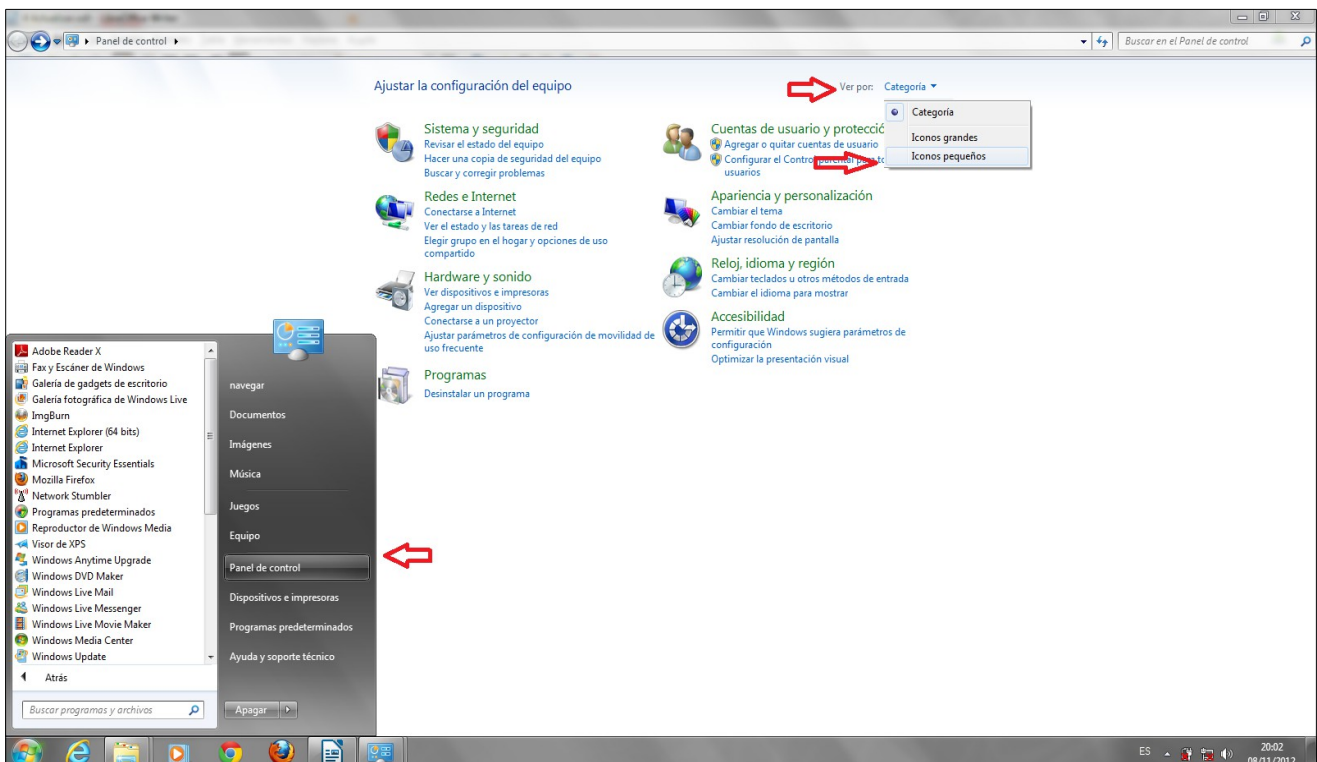 Panel de control
Buscar en el Panel de control
Ajustar la configuración del equipo
Ver por:
Categoría
Categoría
Iconos grandes
Iconos pequeños
Sistema y seguridad
Revisar el estado del equipo
Hacer una copia de seguridad del equipo
Buscar y corregir problemas
Redes e Internet
Conectarse a Internet
Ver el estado y las tareas de red
Elegir grupo en el hogar y opciones de uso
compartido
Hardware y sonido
Ver dispositivos e impresoras
Agregar un dispositivo
Conectarse a un proyector
Ajustar parámetros de configuración de movilidad de
uso frecuente
Programas
Desinstalar un programa
Cuentas de usuario y protecció
Agregar o quitar cuentas de usuario
Configurar el Control parental para to
usuarios
Apariencia y personalización
Cambiar el tema
Cambiar fondo de escritorio
Ajustar resolución de pantalla
Reloj, idioma y región
Cambiar teclados u otros métodos de entrada
Cambiar el idioma para mostrar
Accesibilidad
Permitir que Windows sugiera parámetros de
configuración
Optimizar la presentación visual
Adobe Reader X
Fax y Escáner de Windows
Galería de gadgets de escritorio
Galería fotográfica de Windows Live
ImgBurn
Internet Explorer (64 bits)
Internet Explorer
Microsoft Security Essentials
Mozilla Firefox
Network Stumbler
Programas predeterminados
Reproductor de Windows Media
Visor de XPS
Windows Anytime Upgrade
Windows DVD Maker
Windows Live Mail
Windows Live Messenger
Windows Live Movie Maker
Windows Media Center
Windows Update
Atrás
Buscar programas y archivos
navegar
Documentos
Imágenes
Música
Juegos
Equipo
Panel de control
Dispositivos e impresoras
Programas predeterminados
Ayuda y soporte técnico
Apagar
ES
20:02
08/11/2012